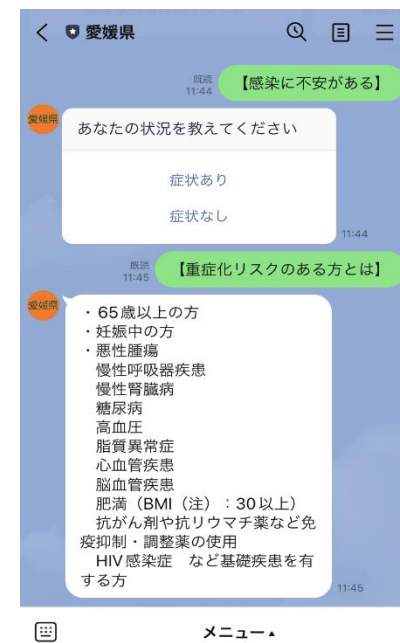 愛媛県
既読
11:44
【感染に不安がある】
愛媛県
あなたの状況を教えてください
症状あり
症状なし
11:44
既読
11:45
【重症化リスクのある方とは】
愛媛県
・65歳以上の方
・妊娠中の方
・悪性腫瘍
慢性呼吸器疾患
慢性腎臓病
糖尿病
高血圧
脂質異常症
心血管疾患
脳血管疾患
肥満（BMI（注）：30以上）
抗がん剤や抗リウマチ薬など免
疫抑制・調整薬の使用
HIV感染症　など基礎疾患を有
する方
11:45
メニュー▴